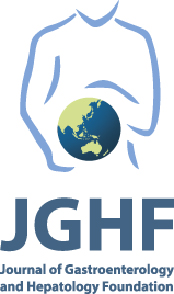 JGHF
Journal of Gastroenterology
and Hepatology Foundation